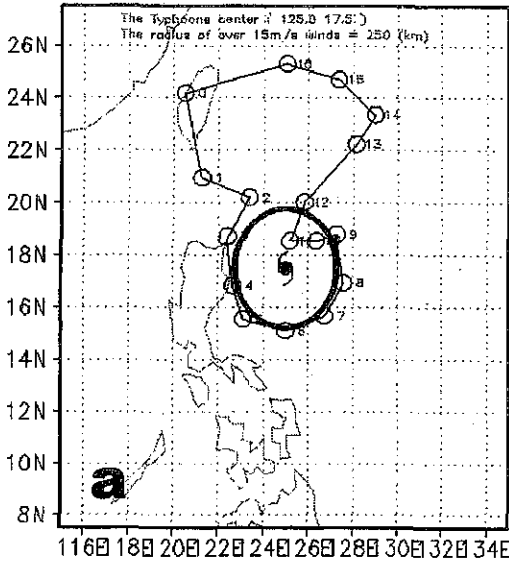 The Typhoons center : ( 125.0 17.5 )
The radius of over 15m/s winds = 250 (km)
26N
24N
22N
20N
18N
16N
14N
12N
10N
8N
16
15
0
14
13
1
2
12
9
4
8
7
6
a
116E 118E 120E 122E 124E 126E 128E 130E 132E 134E